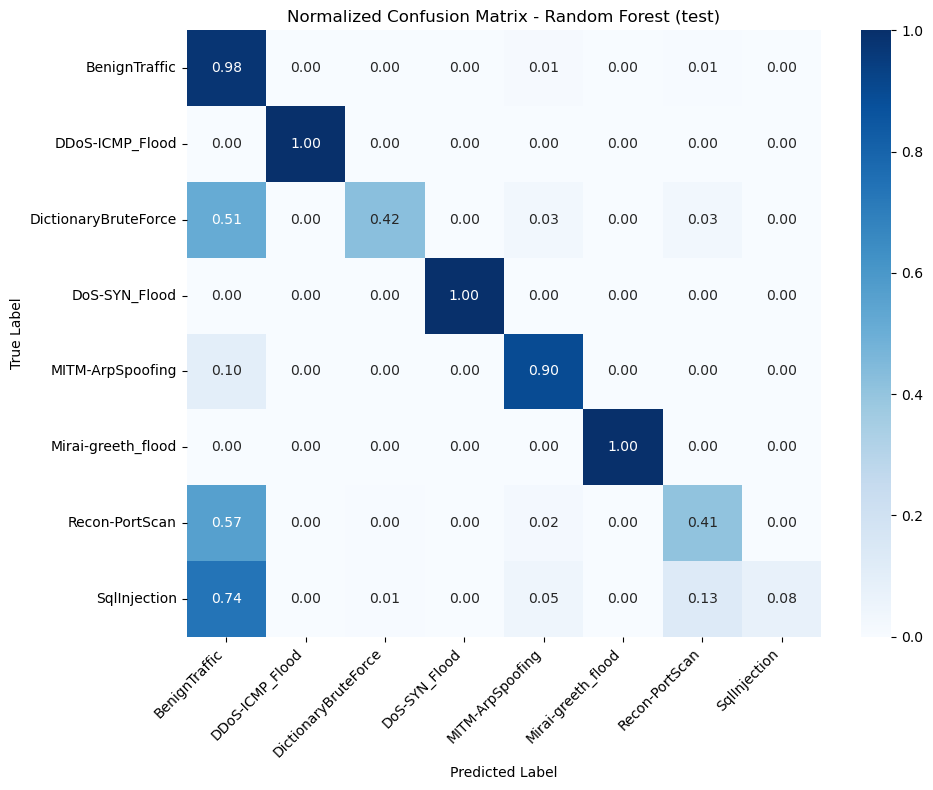 Normalized Confusion Matrix - Random Forest (test)
True Label
BenignTraffic 0.98 0.00 0.00 0.00 0.01 0.00 0.01 0.00
DDoS-ICMP_Flood 0.00 1.00 0.00 0.00 0.00 0.00 0.00 0.00
DictionaryBruteForce 0.51 0.00 0.42 0.00 0.03 0.00 0.03 0.00
DoS-SYN_Flood 0.00 0.00 0.00 1.00 0.00 0.00 0.00 0.00
MITM-ArpSpoofing 0.10 0.00 0.00 0.00 0.90 0.00 0.00 0.00
Mirai-greeth_flood 0.00 0.00 0.00 0.00 0.00 1.00 0.00 0.00
Recon-PortScan 0.57 0.00 0.00 0.00 0.02 0.00 0.41 0.00
SqlInjection 0.74 0.00 0.01 0.00 0.05 0.00 0.13 0.08
BenignTraffic
DDoS-ICMP_Flood
DictionaryBruteForce
DoS-SYN_Flood
MITM-ArpSpoofing
Mirai-greeth_flood
Recon-PortScan
SqlInjection
Predicted Label
1.0
0.8
0.6
0.4
0.2
0.0